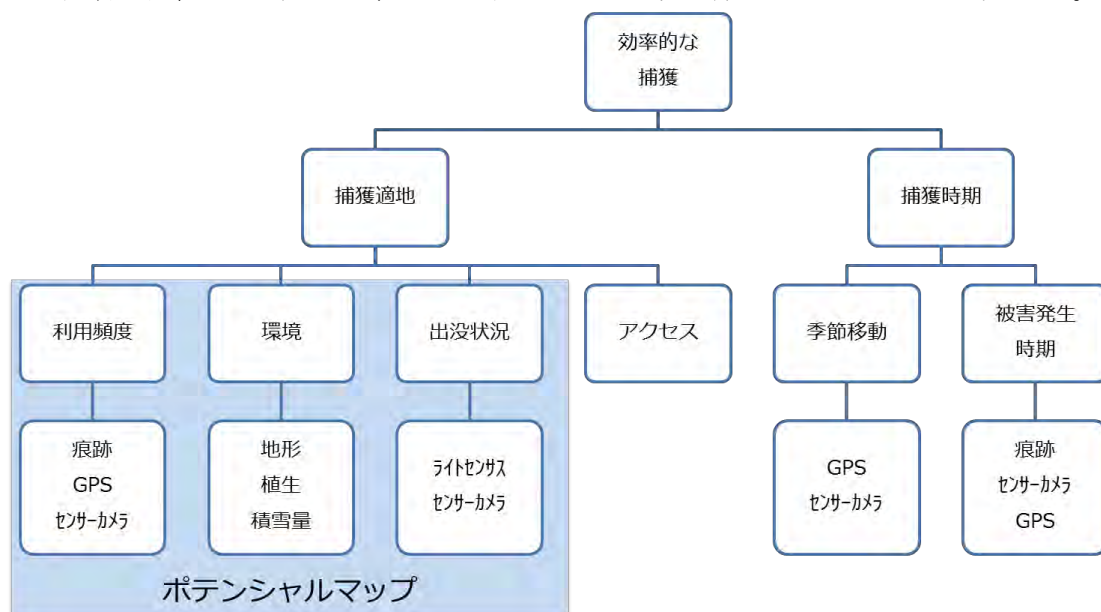 効率的な
捕獲
捕獲適地
捕獲時期
利用頻度
環境
出没状況
アクセス
季節移動
被害発生
時期
痕跡
GPS
ｾﾝｻｰｶﾒﾗ
地形
植生
積雪量
ﾗｲﾄｾﾝｻｽ
ｾﾝｻｰｶﾒﾗ
GPS
ｾﾝｻｰｶﾒﾗ
痕跡
ｾﾝｻｰｶﾒﾗ
GPS
ポテンシャルマップ